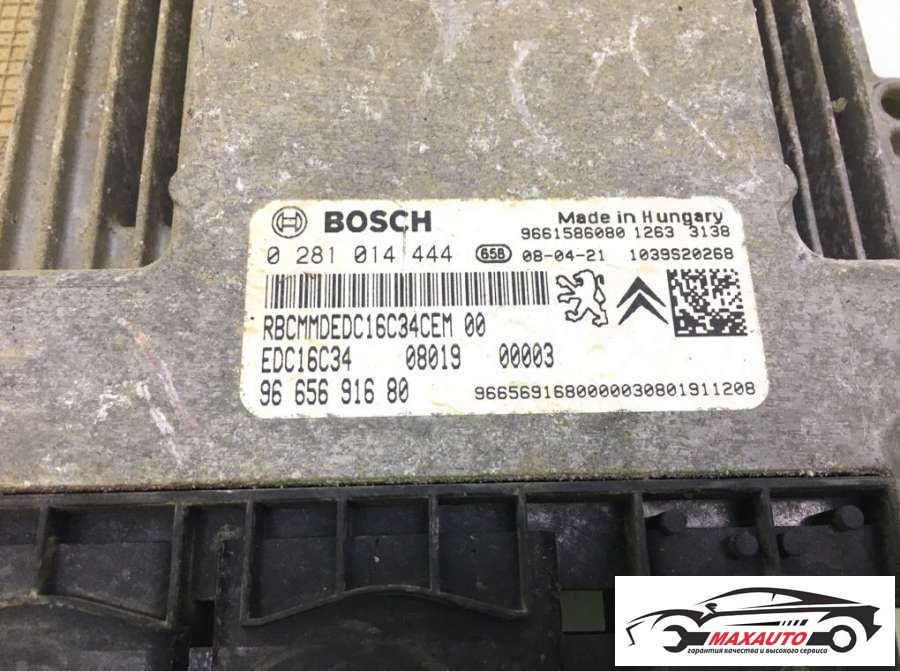 BOSCH
Made in Hungary
9661586080 1263 3138
0 281 014 444 658 08-04-21 1039S20268
RBCMMDEDC16C34CEM 00
EDC16C34 08019 00003
96 656 916 80 9665691680000030801911208
MAXAUTO
гарантия качества и высокого сервиса